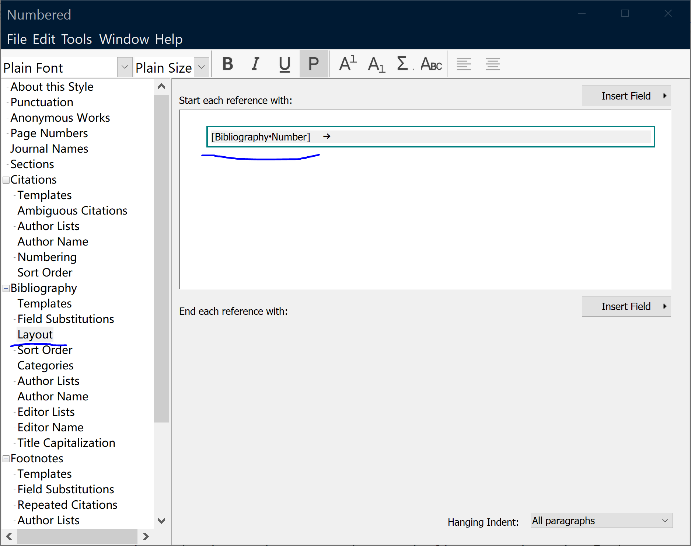 Numbered
File Edit Tools Window Help
Plain Font Plain Size B I U P A1 A1 Σ ABC
About this Style
Punctuation
Anonymous Works
Page Numbers
Journal Names
Sections
Citations
Templates
Ambiguous Citations
Author Lists
Author Name
Numbering
Sort Order
Bibliography
Templates
Field Substitutions
Layout
Sort Order
Categories
Author Lists
Author Name
Editor Lists
Editor Name
Title Capitalization
Footnotes
Templates
Field Substitutions
Repeated Citations
Author Lists
Start each reference with:
Insert Field
[Bibliography•Number] →
End each reference with:
Insert Field
Hanging Indent: All paragraphs